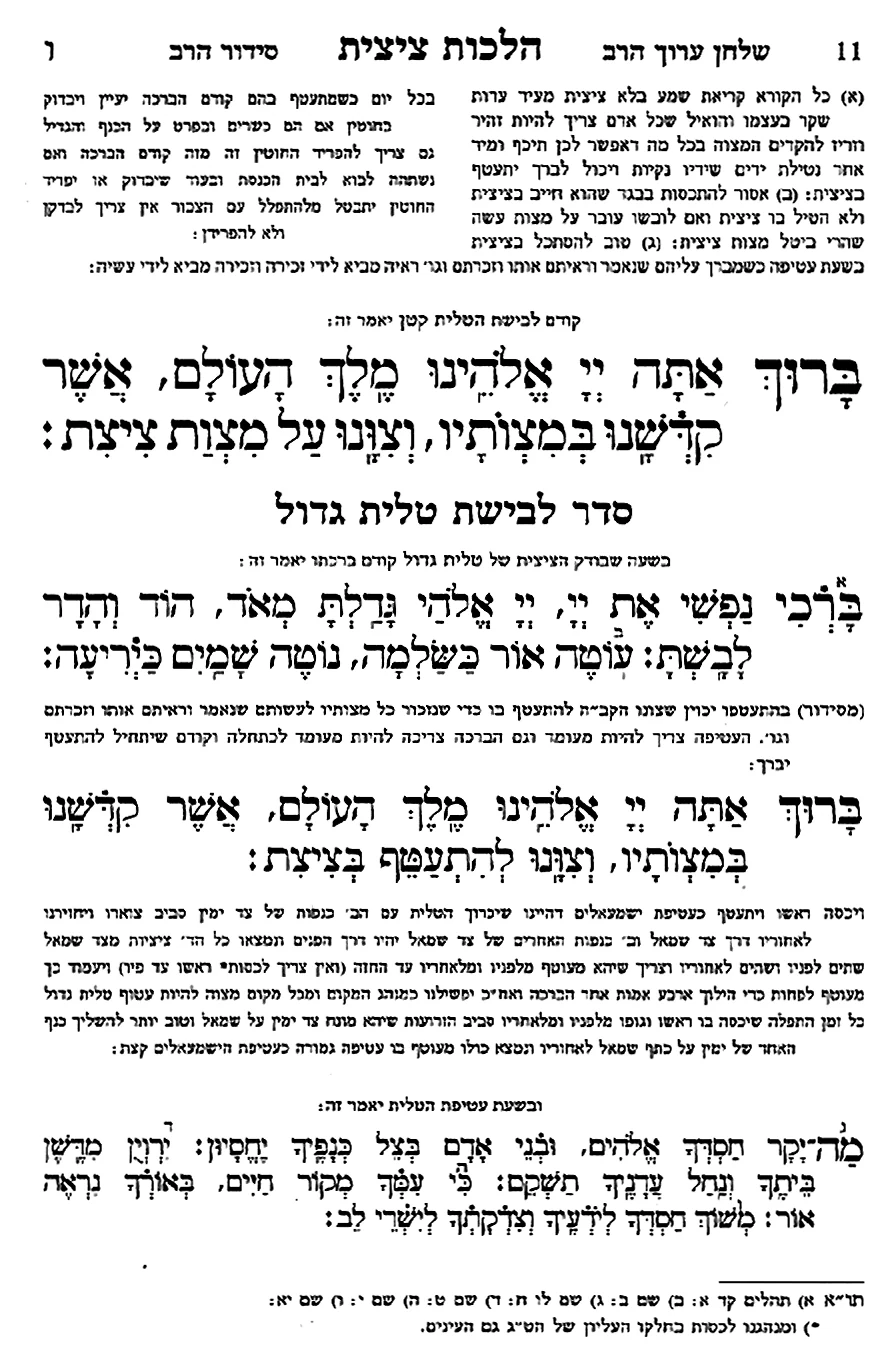 11 שלחן ערוך הרב הלכות ציצית סידור הרב ו
(א) כל הקורא קריאת שמע בלא ציצית מעיד עדות
שקר בעצמו והואיל שכל אדם צריך להיות זהיר
וזריז להקדים המצוה בכל מה דאפשר לכן תיכף ומיד
אחר נטילת ידים שידיו נקיות ויכול לברך יתעטף
בציצית: (ב) אסור להתכסות בבגד שהוא חייב בציצית
ולא הטיל בו ציצית ואם לובשו עובר על מצות עשה
שהרי ביטל מצות ציצית: (ג) טוב להסתכל בציצית
בכל יום כשמתעטף בהם קודם הברכה יעיין ויבדוק
בחוטין אם הם כשרים ובפרט על הכנף והגדיל
גם צריך להפריד החוטין זה מזה קודם הברכה ואם
נשתהה לבוא לבית הכנסת ובעוד שיבדוק או יפריד
החוטין יתבטל מלהתפלל עם הצבור אין צריך לבדקן
ולא להפרידן:
בשעת עטיפה כשמברך עליהם שנאמר וראיתם אותו וזכרתם וגו׳ ראיה מביא לידי זכירה וזכירה מביא לידי עשיה:
קודם לבישת הטלית קטן יאמר זה:
בָּרוּךְ אַתָּה יְיָ אֱלֹהֵינוּ מֶלֶךְ הָעוֹלָם, אֲשֶׁר
קִדְּשָׁנוּ בְּמִצְוֹתָיו, וְצִוָּנוּ עַל מִצְוַת צִיצִת:
סדר לבישת טלית גדול
בשעה שבודק הציצית של טלית גדול קודם ברכתו יאמר זה:
א בָּרְכִי נַפְשִׁי אֶת יְיָ, יְיָ אֱלֹהַי גָּדַלְתָּ מְאֹד, הוֹד וְהָדָר
לָבָשְׁתָּ: ב עוֹטֶה אוֹר כַּשַּׂלְמָה, נוֹטֶה שָׁמַיִם כַּיְרִיעָה:
(מסידור) בהתעטפו יכוין שצונו הקב״ה להתעטף בו כדי שנזכור כל מצותיו לעשותם שנאמר וראיתם אותו וזכרתם
וגו׳. העטיפה צריך להיות מעומד וגם הברכה צריכה להיות מעומד לכתחלה וקודם שיתחיל להתעטף
יברך:
בָּרוּךְ אַתָּה יְיָ אֱלֹהֵינוּ מֶלֶךְ הָעוֹלָם, אֲשֶׁר קִדְּשָׁנוּ
בְּמִצְוֹתָיו, וְצִוָּנוּ לְהִתְעַטֵּף בְּצִיצִת:
ויכסה ראשו ויתעטף כעטיפת ישמעאלים דהיינו שיכרוך הטלית עם הב׳ כנפות של צד ימין סביב צוארו ויחזירנו
לאחוריו דרך צד שמאל וב׳ כנפות האחרים של צד שמאל יהיו דרך הפנים ונמצאו כל הד׳ ציציות מצד שמאל
שתים לפניו ושתים לאחוריו וצריך שיהא מעוטף מלפניו ומלאחריו עד החזה (ואין צריך לכסות* ראשו עד פיו) ויעמוד כך
מעוטף לפחות כדי הילוך ארבע אמות אחר הברכה ואח״כ יפשילנו כמנהג המקום ומכל מקום מצוה להיות עטוף טלית גדול
כל זמן התפלה שיכסה בו ראשו וגופו מלפניו ומלאחריו סביב הזרועות שיהא מונח צד ימין על שמאל וטוב יותר להשליך כנף
האחד של ימין על כתף שמאל לאחוריו ונמצא כולו מעוטף בו עטיפה גמורה כעטיפת הישמעאלים קצת:
ובשעת עטיפת הטלית יאמר זה:
ג מַה־יָּקָר חַסְדְּךָ אֱלֹהִים, וּבְנֵי אָדָם בְּצֵל כְּנָפֶיךָ יֶחֱסָיוּן: ד יִרְוְיֻן מִדֶּשֶׁן
בֵּיתֶךָ וְנַחַל עֲדָנֶיךָ תַשְׁקֵם: ה כִּי עִמְּךָ מְקוֹר חַיִּים, בְּאוֹרְךָ נִרְאֶה
אוֹר: ו מְשׁוֹךְ חַסְדְּךָ לְיֹדְעֶיךָ וְצִדְקָתְךָ לְיִשְׁרֵי לֵב:
תו״א א) תהלים קד א: ב) שם ב: ג) שם לו ח: ד) שם ט: ה) שם י: ו) שם יא:
*) ומנהגנו לכסות בחלקו העליון של הט״ג גם העינים.